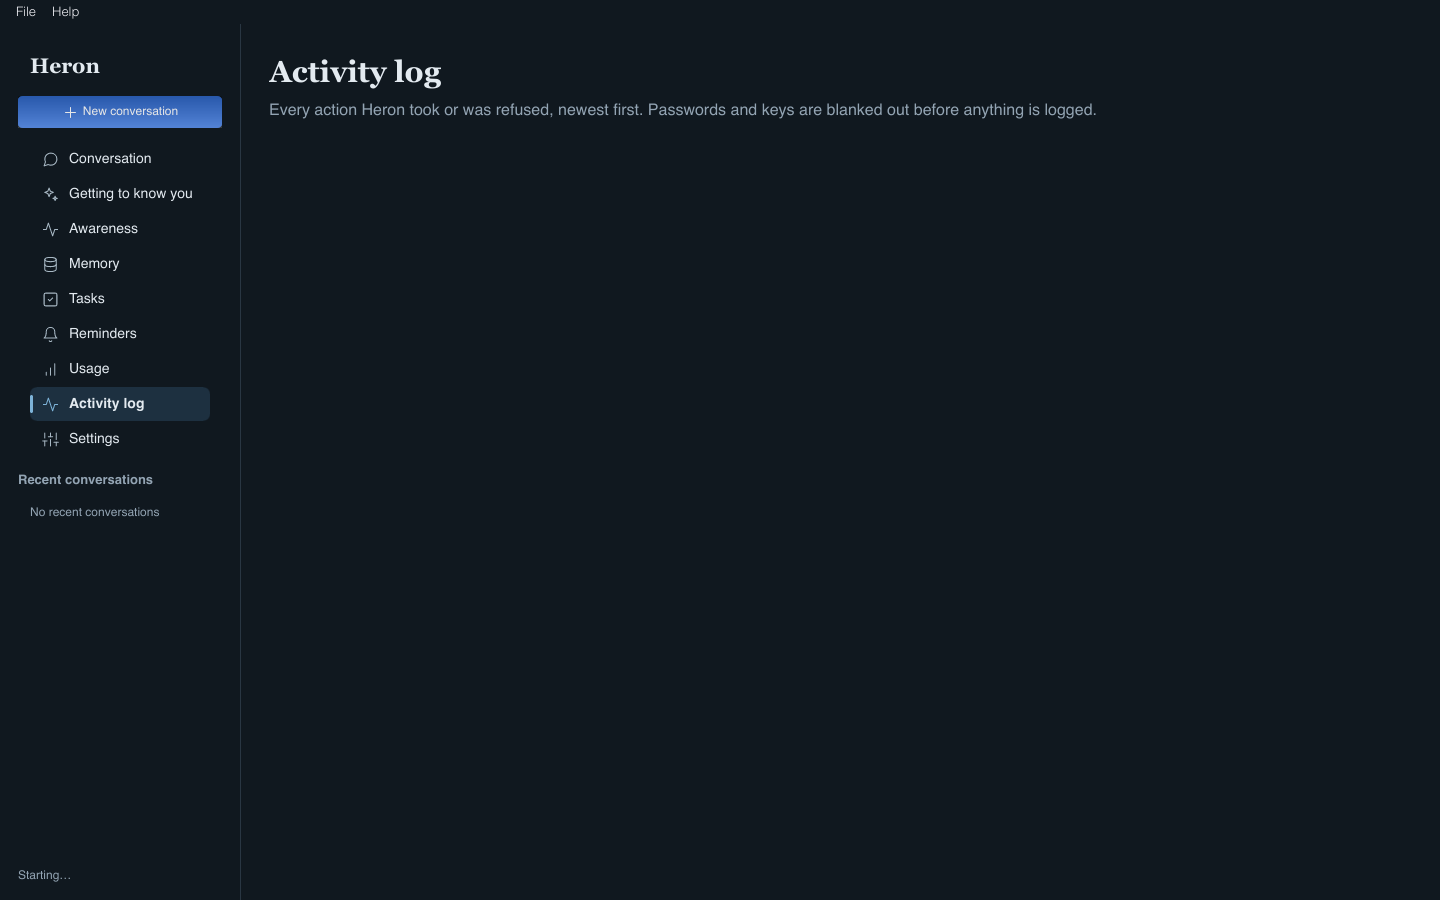 File Help
Heron
New conversation
Conversation
Getting to know you
Awareness
Memory
Tasks
Reminders
Usage
Activity log
Settings
Recent conversations
No recent conversations
Starting…
Activity log
Every action Heron took or was refused, newest first. Passwords and keys are blanked out before anything is logged.